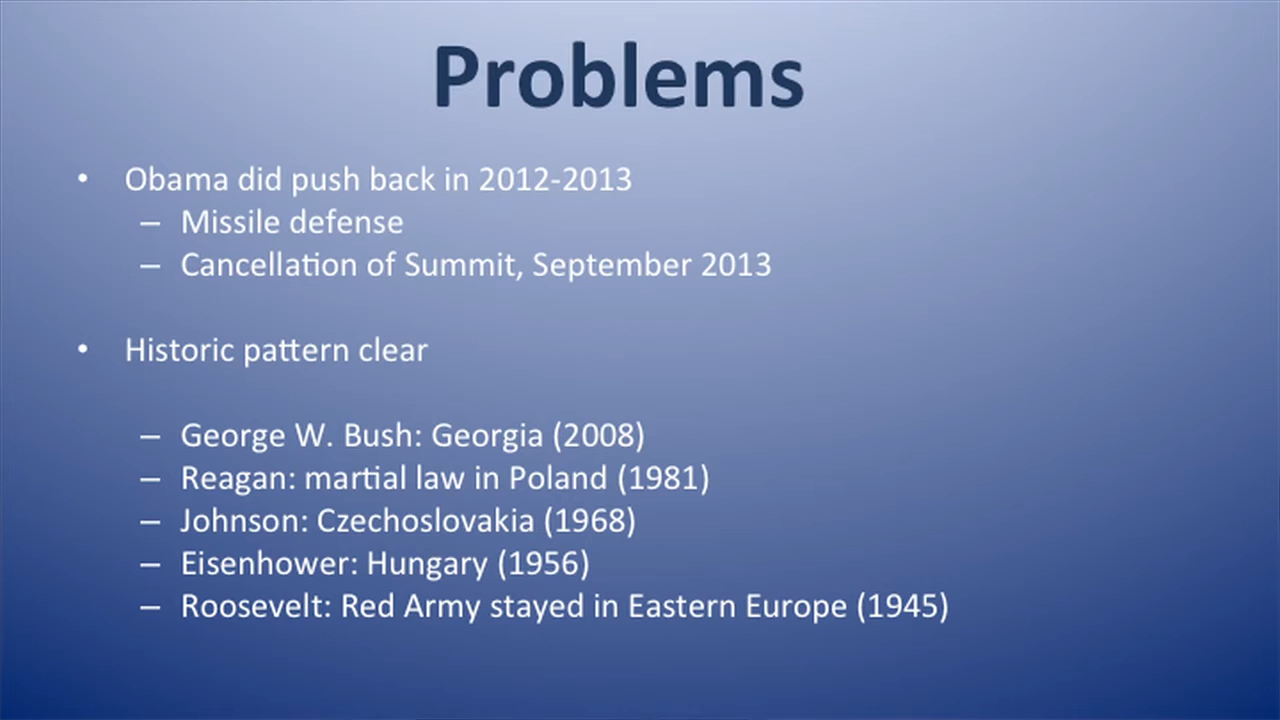 Problems
• Obama did push back in 2012-2013
– Missile defense
– Cancellation of Summit, September 2013
• Historic pattern clear
– George W. Bush: Georgia (2008)
– Reagan: martial law in Poland (1981)
– Johnson: Czechoslovakia (1968)
– Eisenhower: Hungary (1956)
– Roosevelt: Red Army stayed in Eastern Europe (1945)